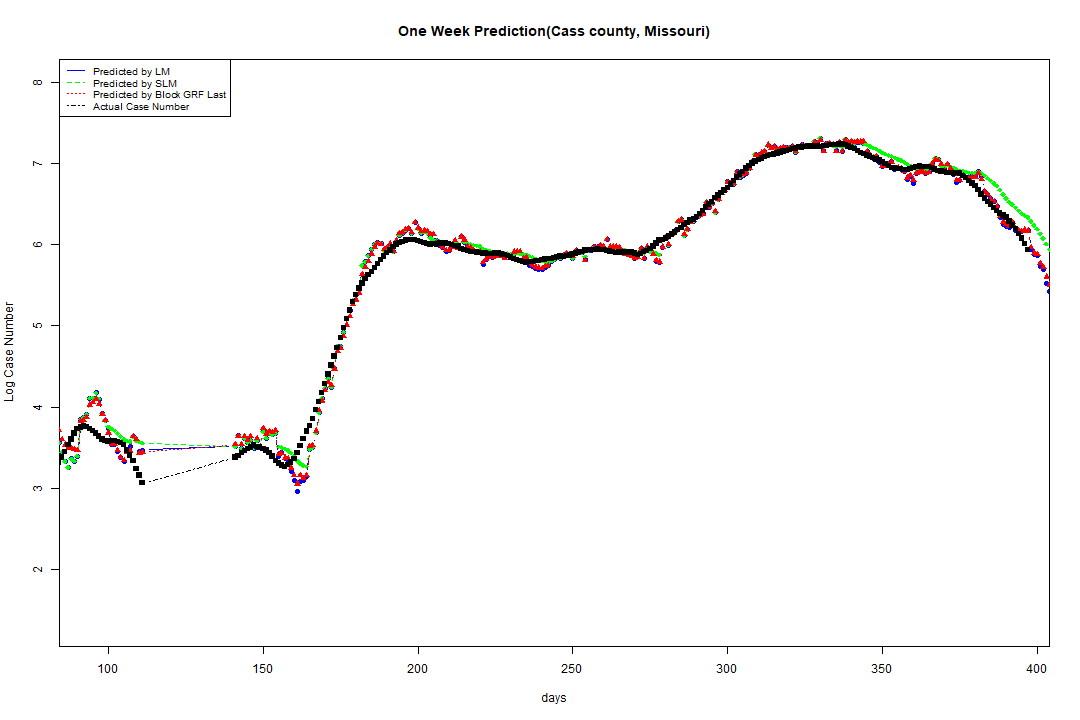 One Week Prediction(Cass county, Missouri)
Predicted by LM
Predicted by SLM
Predicted by Block GRF Last
Actual Case Number
8
7
6
5
4
3
2
Log Case Number
100 150 200 250 300 350 400
days